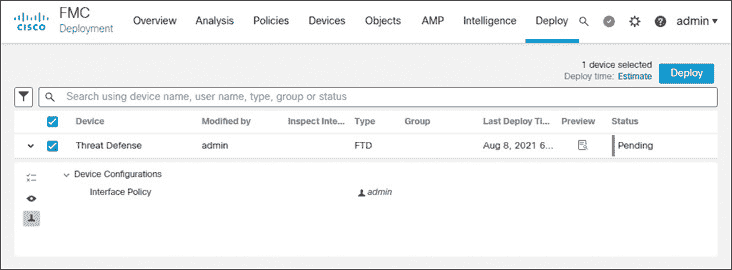 CISCO
FMC
Deployment
Overview Analysis Policies Devices Objects AMP Intelligence Deploy admin
1 device selected
Deploy time: Estimate
Deploy
Search using device name, user name, type, group or status
Device Modified by Inspect Inte... Type Group Last Deploy Ti... Preview Status
Threat Defense admin FTD Aug 8, 2021 6... Pending
Device Configurations
Interface Policy admin